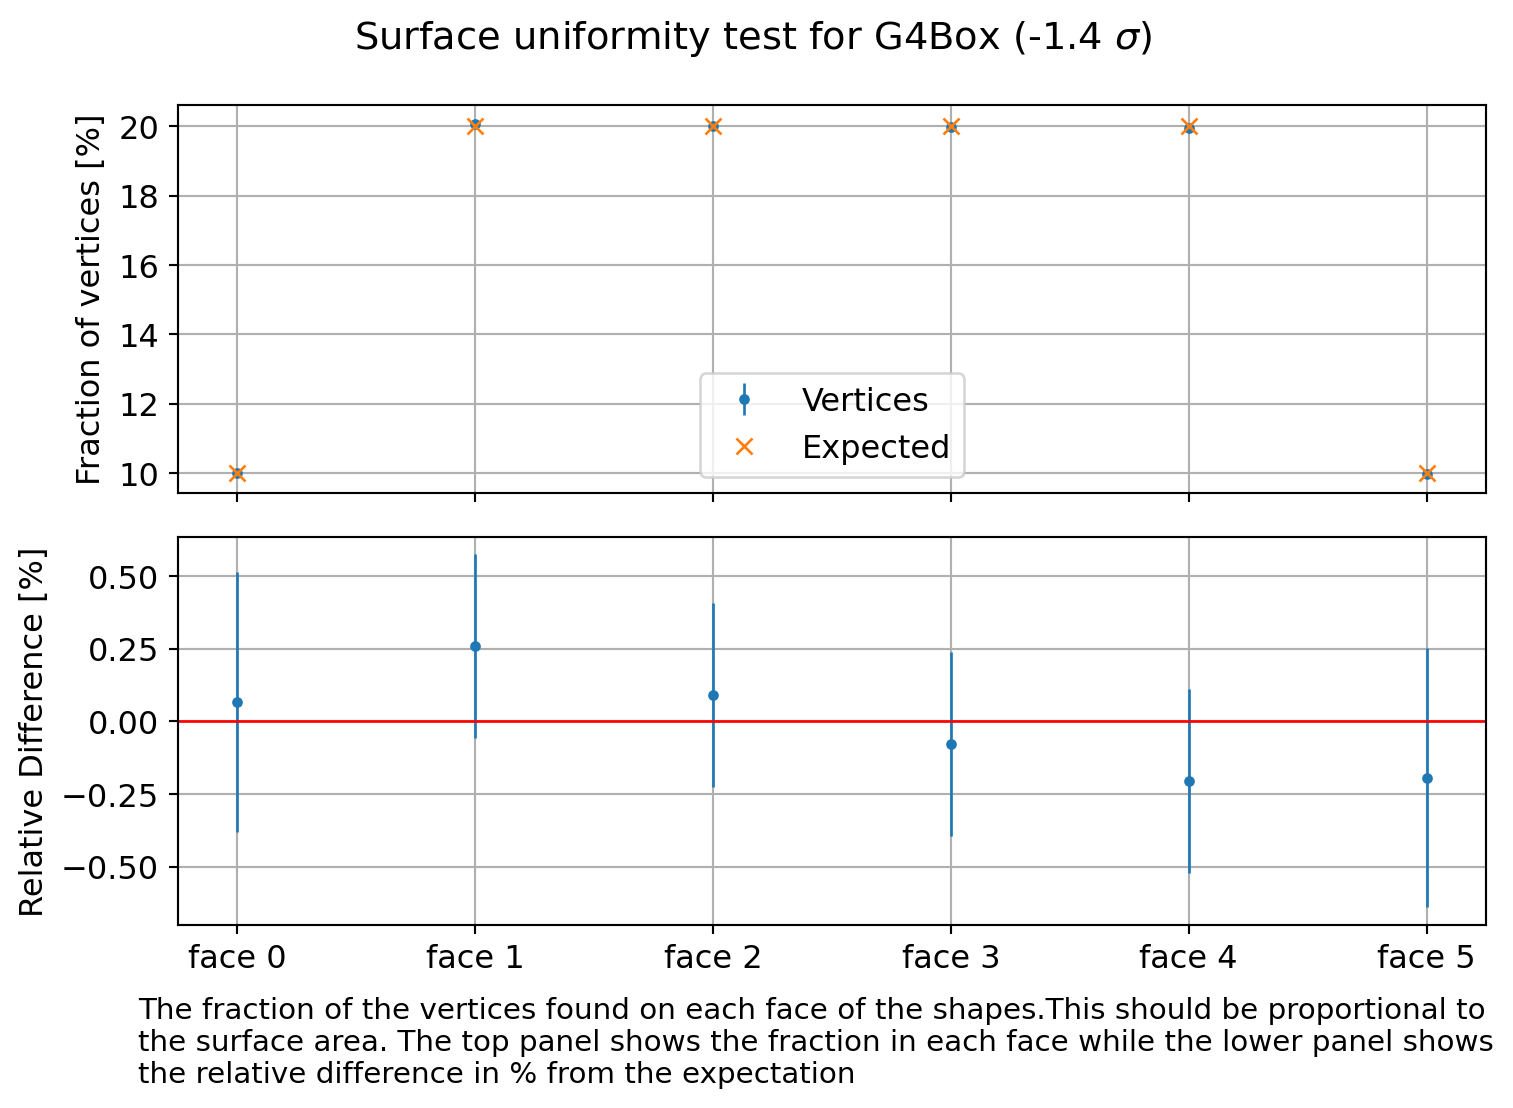 Surface uniformity test for G4Box (-1.4 σ)
Fraction of vertices [%]
20
18
16
14
12
10
Vertices
Expected
Relative Difference [%]
0.50
0.25
0.00
−0.25
−0.50
face 0 face 1 face 2 face 3 face 4 face 5
The fraction of the vertices found on each face of the shapes.This should be proportional to
the surface area. The top panel shows the fraction in each face while the lower panel shows
the relative difference in % from the expectation